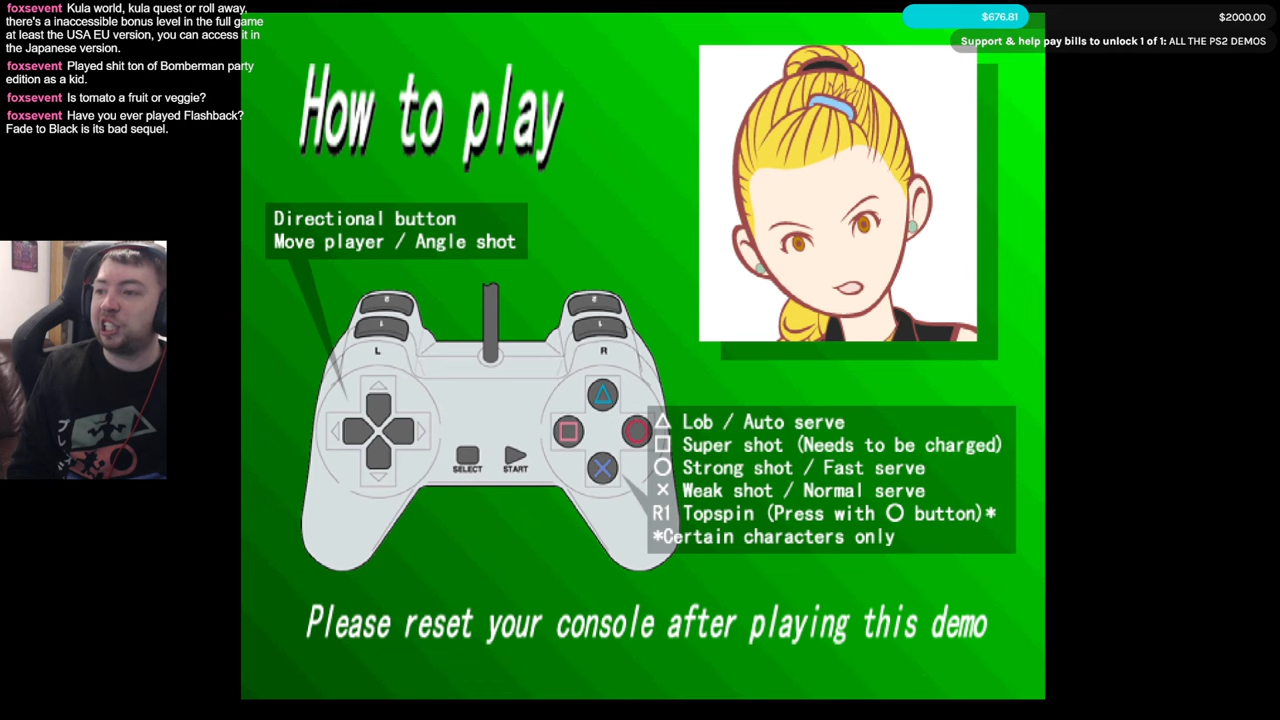 foxsevent Kula world, kula quest or roll away,
there's a inaccessible bonus level in the full game
at least the USA EU version, you can access it in
the Japanese version.
foxsevent Played shit ton of Bomberman party
edition as a kid.
foxsevent Is tomato a fruit or veggie?
foxsevent Have you ever played Flashback?
Fade to Black is its bad sequel.
$676.81
$2000.00
Support & help pay bills to unlock 1 of 1: ALL THE PS2 DEMOS
How to play
Directional button
Move player / Angle shot
2
1
L
2
1
R
SELECT
START
△ Lob / Auto serve
□ Super shot (Needs to be charged)
○ Strong shot / Fast serve
× Weak shot / Normal serve
R1 Topspin (Press with ○ button)*
*Certain characters only
Please reset your console after playing this demo